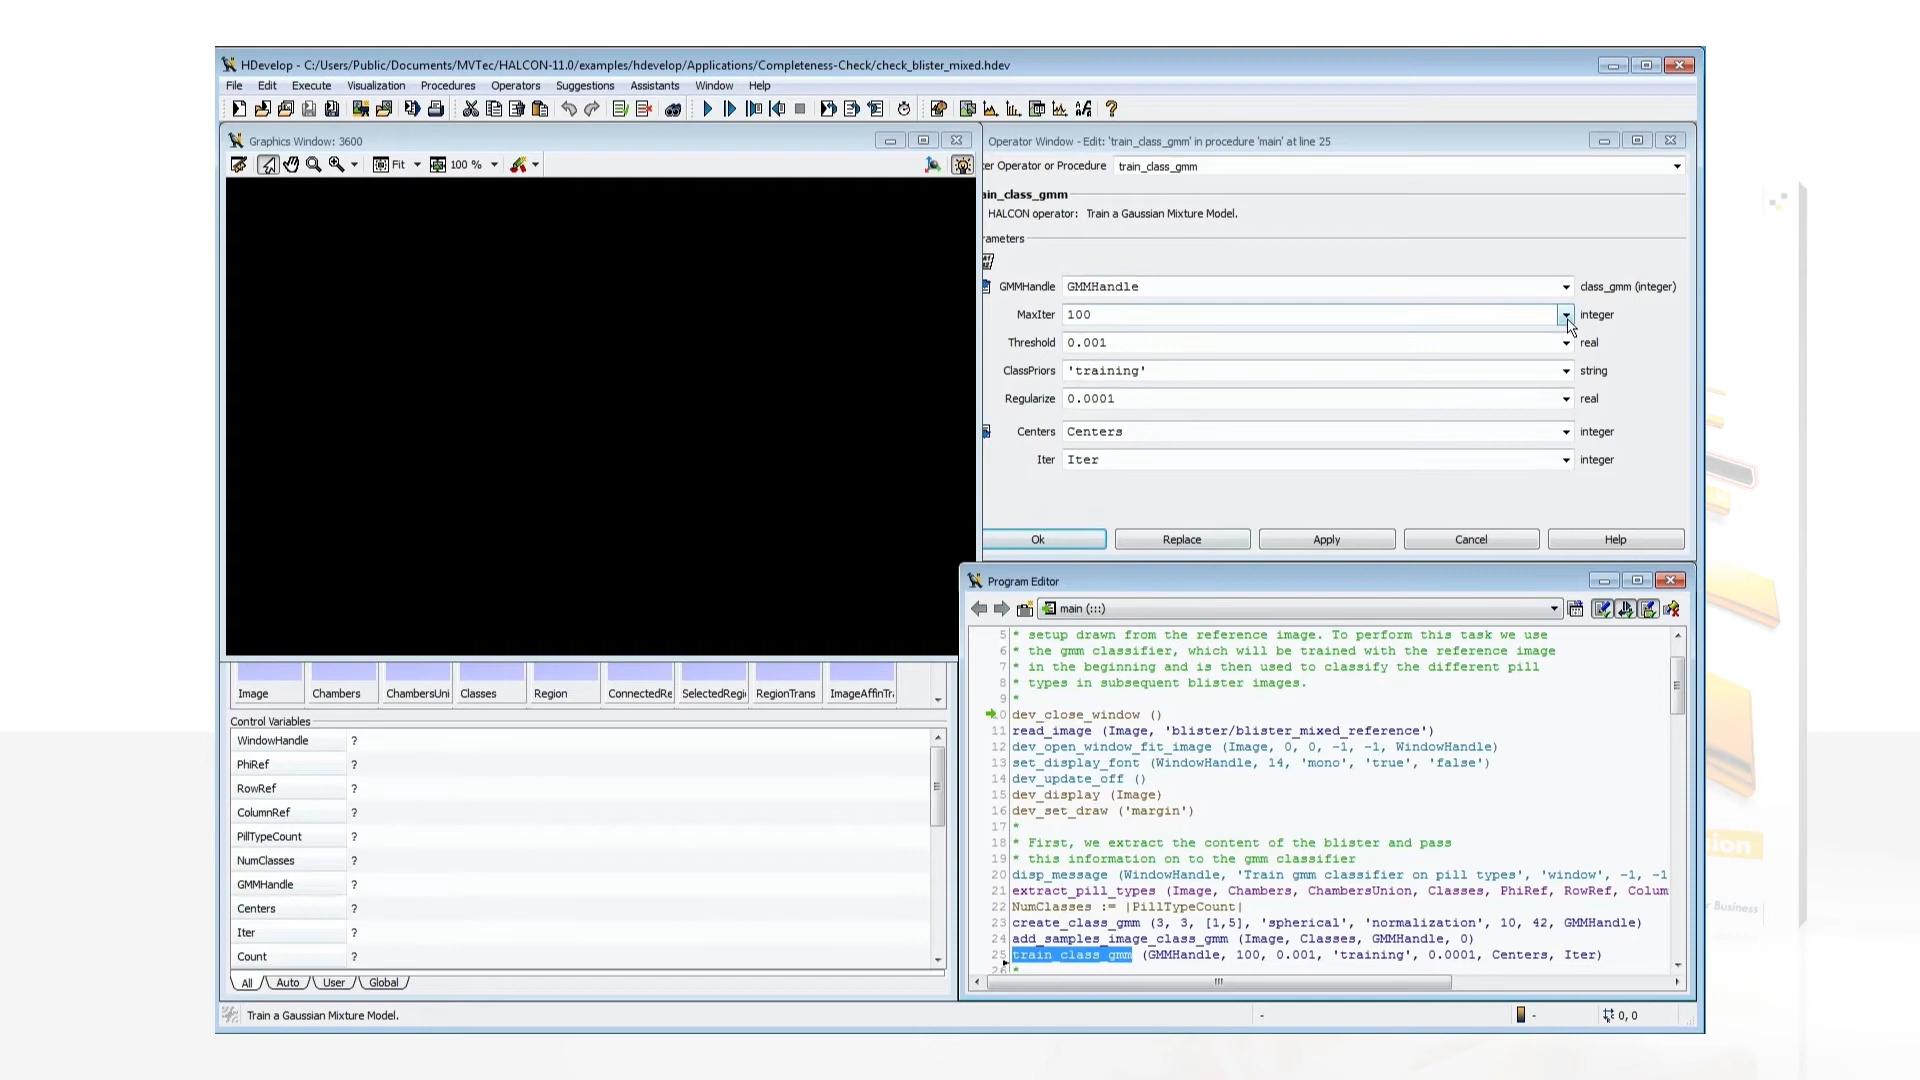 HDevelop - C:/Users/Public/Documents/MVTec/HALCON-11.0/examples/hdevelop/Applications/Completeness-Check/check_blister_mixed.hdev
File Edit Execute Visualization Procedures Operators Suggestions Assistants Window Help
Graphics Window: 3600
Fit 100 %
Operator Window - Edit: 'train_class_gmm' in procedure 'main' at line 25
ter Operator or Procedure train_class_gmm
ain_class_gmm
HALCON operator: Train a Gaussian Mixture Model.
rameters
GMMHandle GMMHandle class_gmm (integer)
MaxIter 100 integer
Threshold 0.001 real
ClassPriors 'training' string
Regularize 0.0001 real
Centers Centers integer
Iter Iter integer
Ok Replace Apply Cancel Help
Program Editor
main (:::)
5 * setup drawn from the reference image. To perform this task we use
6 * the gmm classifier, which will be trained with the reference image
7 * in the beginning and is then used to classify the different pill
8 * types in subsequent blister images.
9 *
10 dev_close_window ()
11 read_image (Image, 'blister/blister_mixed_reference')
12 dev_open_window_fit_image (Image, 0, 0, -1, -1, WindowHandle)
13 set_display_font (WindowHandle, 14, 'mono', 'true', 'false')
14 dev_update_off ()
15 dev_display (Image)
16 dev_set_draw ('margin')
17 *
18 * First, we extract the content of the blister and pass
19 * this information on to the gmm classifier
20 disp_message (WindowHandle, 'Train gmm classifier on pill types', 'window', -1, -1
21 extract_pill_types (Image, Chambers, ChambersUnion, Classes, PhiRef, RowRef, Colum
22 NumClasses := |PillTypeCount|
23 create_class_gmm (3, 3, [1,5], 'spherical', 'normalization', 10, 42, GMMHandle)
24 add_samples_image_class_gmm (Image, Classes, GMMHandle, 0)
25 train_class_gmm (GMMHandle, 100, 0.001, 'training', 0.0001, Centers, Iter)
26 *
Image Chambers ChambersUni Classes Region ConnectedRe SelectedRegi RegionTrans ImageAffinTr
Control Variables
WindowHandle ?
PhiRef ?
RowRef ?
ColumnRef ?
PillTypeCount ?
NumClasses ?
GMMHandle ?
Centers ?
Iter ?
Count ?
All Auto User Global
Train a Gaussian Mixture Model. - - 0, 0
sion
r Business